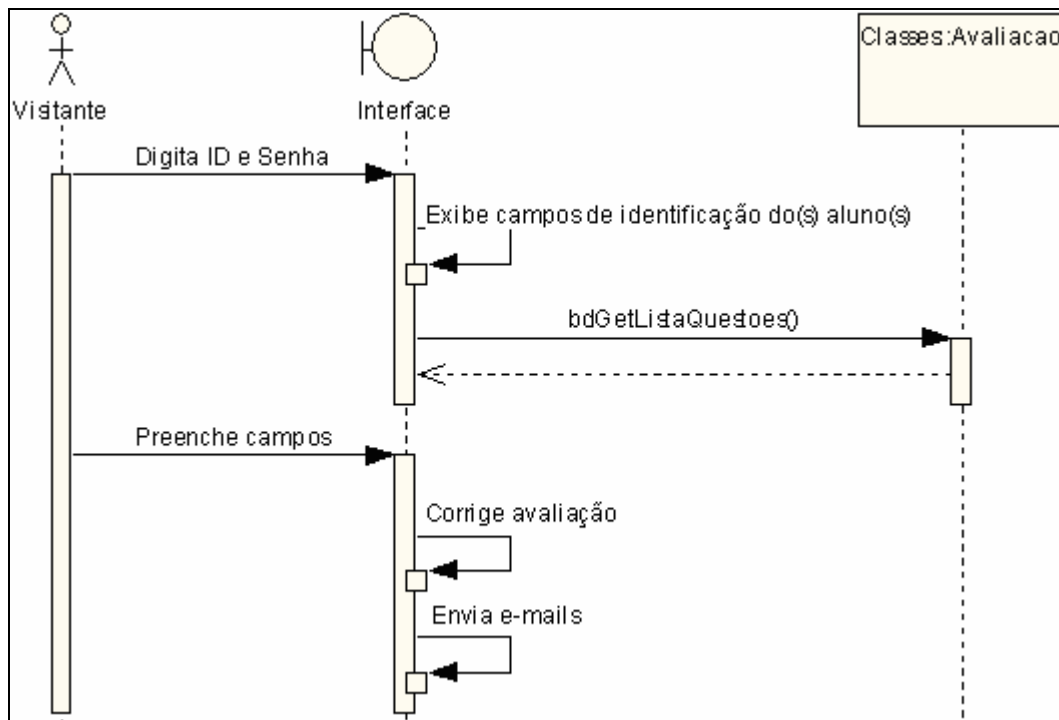 Visitante
Interface
Classes:Avaliacao
Digita ID e Senha
Exibe campos de identificação do(s) aluno(s)
bdGetListaQuestoes()
Preenche campos
Corrige avaliação
Envia e-mails